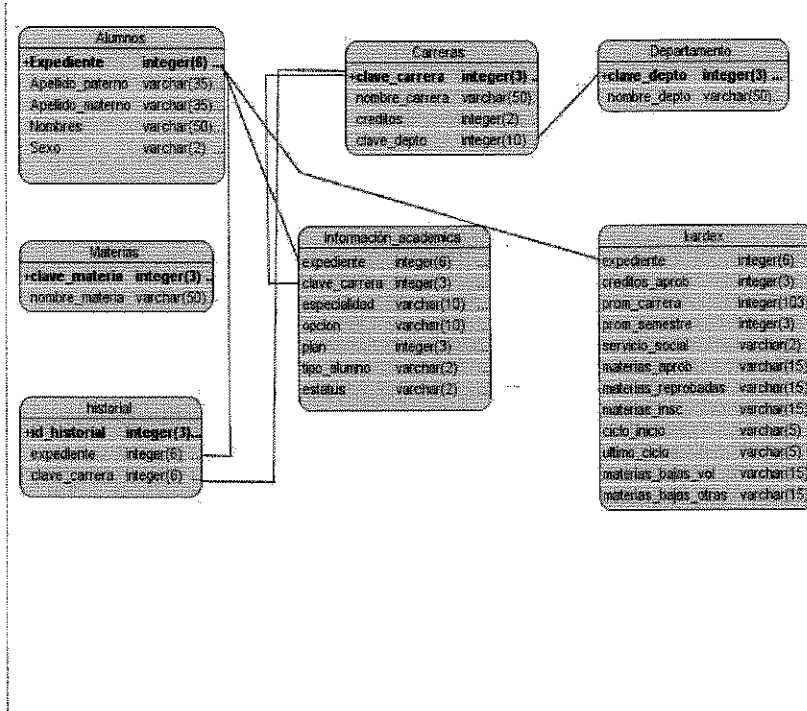 Alumnos
+Expediente integer(6) ...
Apellido_paterno varchar(35)
Apellido_materno varchar(35)
Nombres varchar(50)
Sexo varchar(2)
Carreras
+clave_carrera integer(3) ...
nombre_carrera varchar(50)
creditos integer(2)
clave_depto integer(10)
Departamento
+clave_depto integer(3) ...
nombre_depto varchar(50)
Materias
+clave_materia integer(3) ...
nombre_materia varchar(50)
Información_academica
expediente integer(6)
clave_carrera integer(3)
especialidad varchar(10)
opcion varchar(10)
plan integer(3)
tipo_alumno varchar(2)
estatus varchar(2)
kardex
expediente integer(6)
creditos_aprob integer(3)
prom_carrera integer(103
prom_semestre integer(3)
servicio_social varchar(2)
materias_aprob varchar(15
materias_reprobadas varchar(15
materias_insc varchar(15
ciclo_inicio varchar(5)
ultimo_ciclo varchar(5)
materias_bajas_vol varchar(15
materias_bajas_otras varchar(15
historial
+id_historial integer(3)...
expediente integer(6)
clave_carrera integer(6)